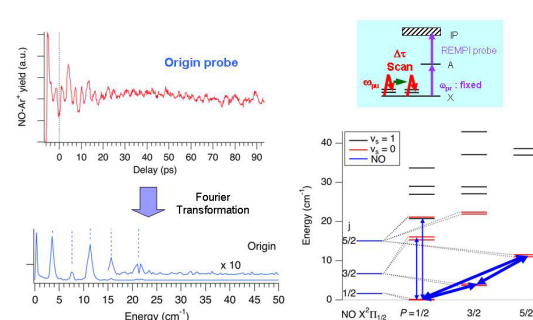 Origin probe
NO-Ar+ yield (a.u.)
0 10 20 30 40 50 60 70 80 90
Delay (ps)
Fourier
Transformation
Origin
x 10
0 5 10 15 20 25 30 35 40 45 50
Energy (cm-1)
IP
REMPI probe
Δτ
Scan
A
ωpu
ωpr : fixed
X
vs = 1
vs = 0
NO
40
30
20
10
0
Energy (cm-1)
j
5/2
3/2
1/2
NO X2Π1/2 P = 1/2 3/2 5/2